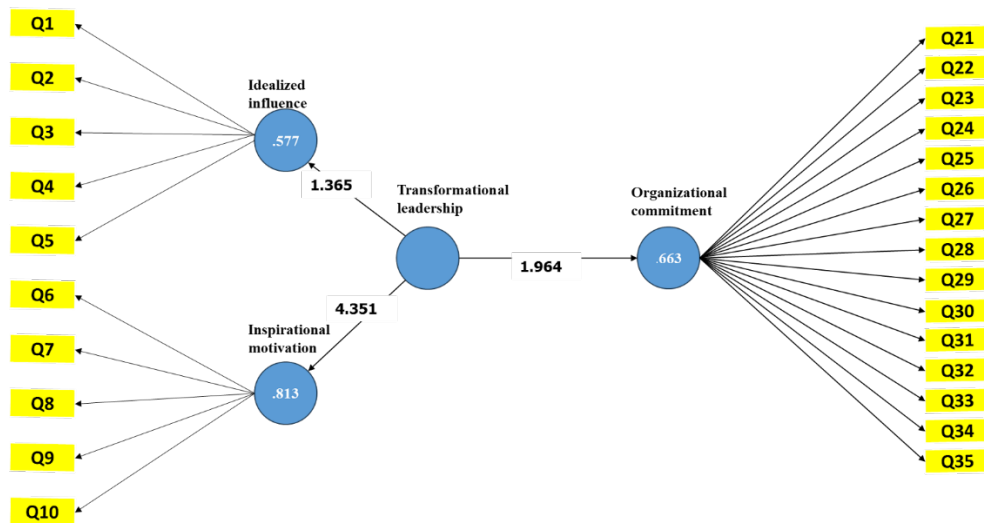 Q1
Q2
Q3
Q4
Q5
Q6
Q7
Q8
Q9
Q10
Idealized
influence
.577
1.365
Transformational
leadership
4.351
Inspirational
motivation
.813
1.964
Organizational
commitment
.663
Q21
Q22
Q23
Q24
Q25
Q26
Q27
Q28
Q29
Q30
Q31
Q32
Q33
Q34
Q35